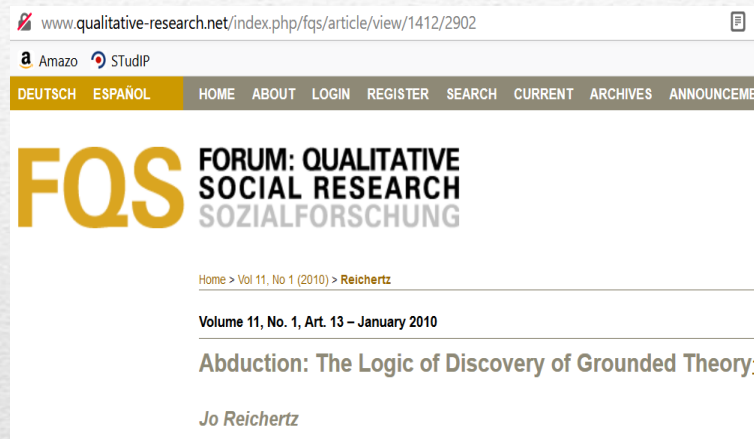 www.qualitative-research.net/index.php/fqs/article/view/1412/2902
a Amazo STudIP
DEUTSCH ESPAÑOL HOME ABOUT LOGIN REGISTER SEARCH CURRENT ARCHIVES ANNOUNCEME
FQS
FORUM: QUALITATIVE
SOCIAL RESEARCH
SOZIALFORSCHUNG
Home > Vol 11, No 1 (2010) > Reichertz
Volume 11, No. 1, Art. 13 – January 2010
Abduction: The Logic of Discovery of Grounded Theory
Jo Reichertz